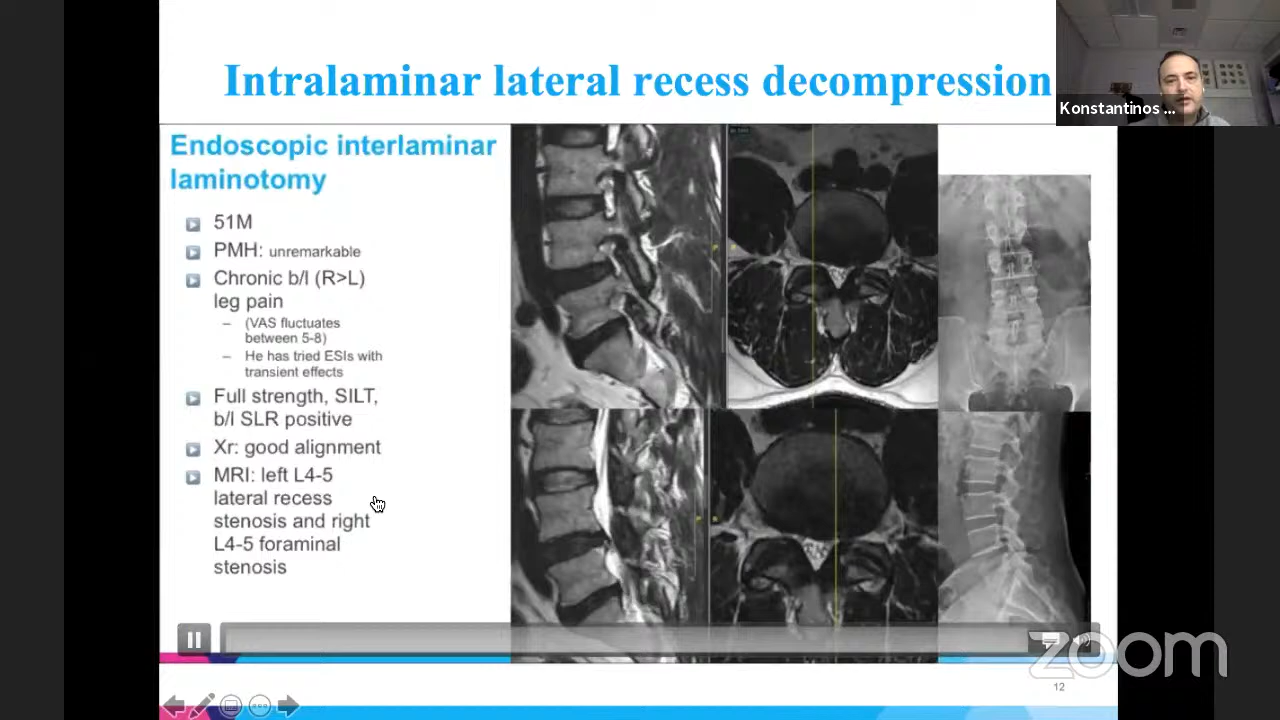 Intralaminar lateral recess decompression
Konstantinos ...
Endoscopic interlaminar
laminotomy
51M
PMH: unremarkable
Chronic b/l (R>L)
leg pain
– (VAS fluctuates
between 5-8)
– He has tried ESIs with
transient effects
Full strength, SILT,
b/l SLR positive
Xr: good alignment
MRI: left L4-5
lateral recess
stenosis and right
L4-5 foraminal
stenosis
zoom
12